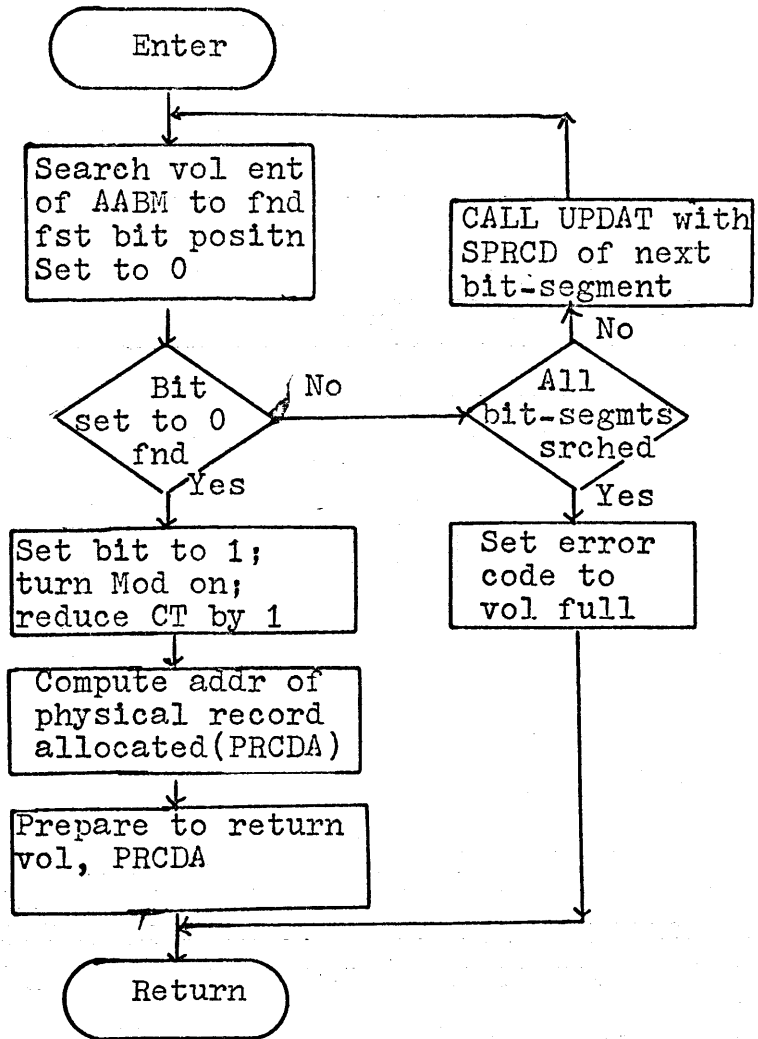 Enter
Search vol ent
of AABM to fnd
fst bit positn
Set to 0
CALL UPDAT with
SPRCD of next
bit-segment
No
Bit
set to 0
fnd
No
All
bit-segmts
srched
Yes
Yes
Set bit to 1;
turn Mod on;
reduce CT by 1
Set error
code to
vol full
Compute addr of
physical record
allocated(PRCDA)
Prepare to return
vol, PRCDA
Return